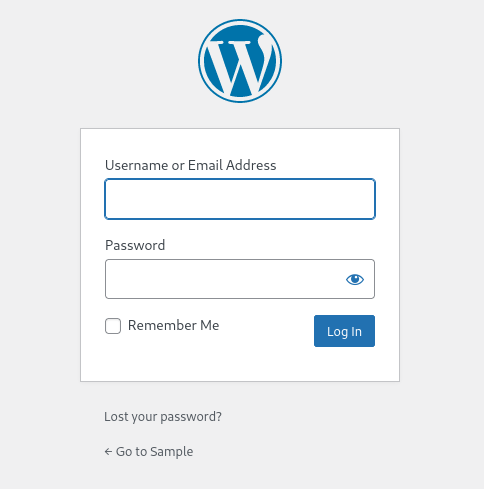 Username or Email Address
Password
Remember Me
Log In
Lost your password?
← Go to Sample